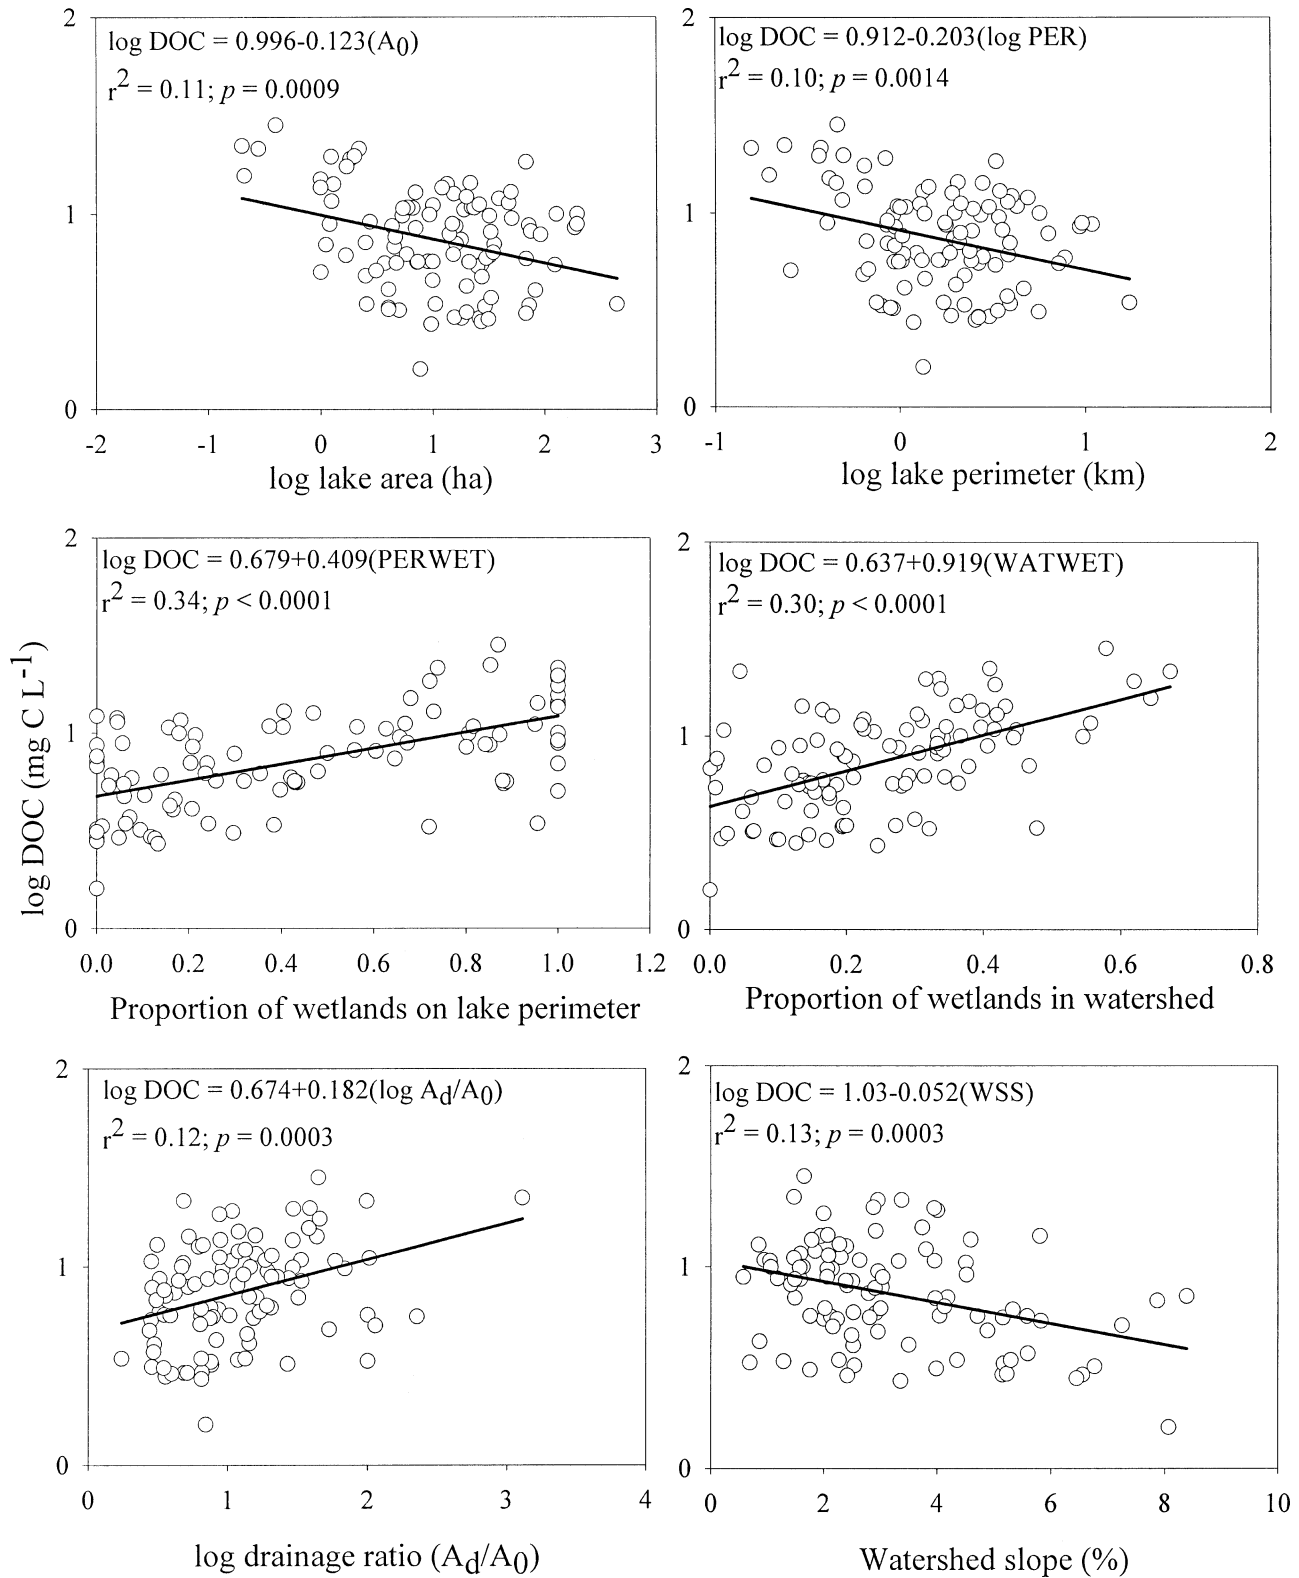 2
log DOC = 0.996-0.123(A0)
r2 = 0.11; p = 0.0009
1
0
-2 -1 0 1 2 3
log lake area (ha)
2
log DOC = 0.912-0.203(log PER)
r2 = 0.10; p = 0.0014
1
0
-1 0 1 2
log lake perimeter (km)
log DOC (mg C L-1)
2
log DOC = 0.679+0.409(PERWET)
r2 = 0.34; p < 0.0001
1
0
0.0 0.2 0.4 0.6 0.8 1.0 1.2
Proportion of wetlands on lake perimeter
2
log DOC = 0.637+0.919(WATWET)
r2 = 0.30; p < 0.0001
1
0
0.0 0.2 0.4 0.6 0.8
Proportion of wetlands in watershed
2
log DOC = 0.674+0.182(log Ad/A0)
r2 = 0.12; p = 0.0003
1
0
0 1 2 3 4
log drainage ratio (Ad/A0)
2
log DOC = 1.03-0.052(WSS)
r2 = 0.13; p = 0.0003
1
0
0 2 4 6 8 10
Watershed slope (%)